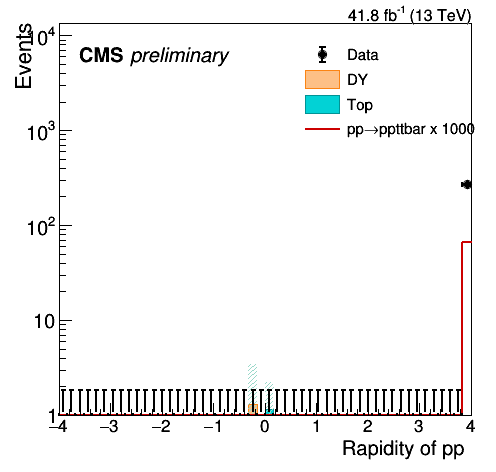 41.8 fb⁻¹ (13 TeV)
Events
CMS preliminary
Data
DY
Top
pp→ppttbar x 1000
10⁴
10³
10²
10
1
−4 −3 −2 −1 0 1 2 3 4
Rapidity of pp